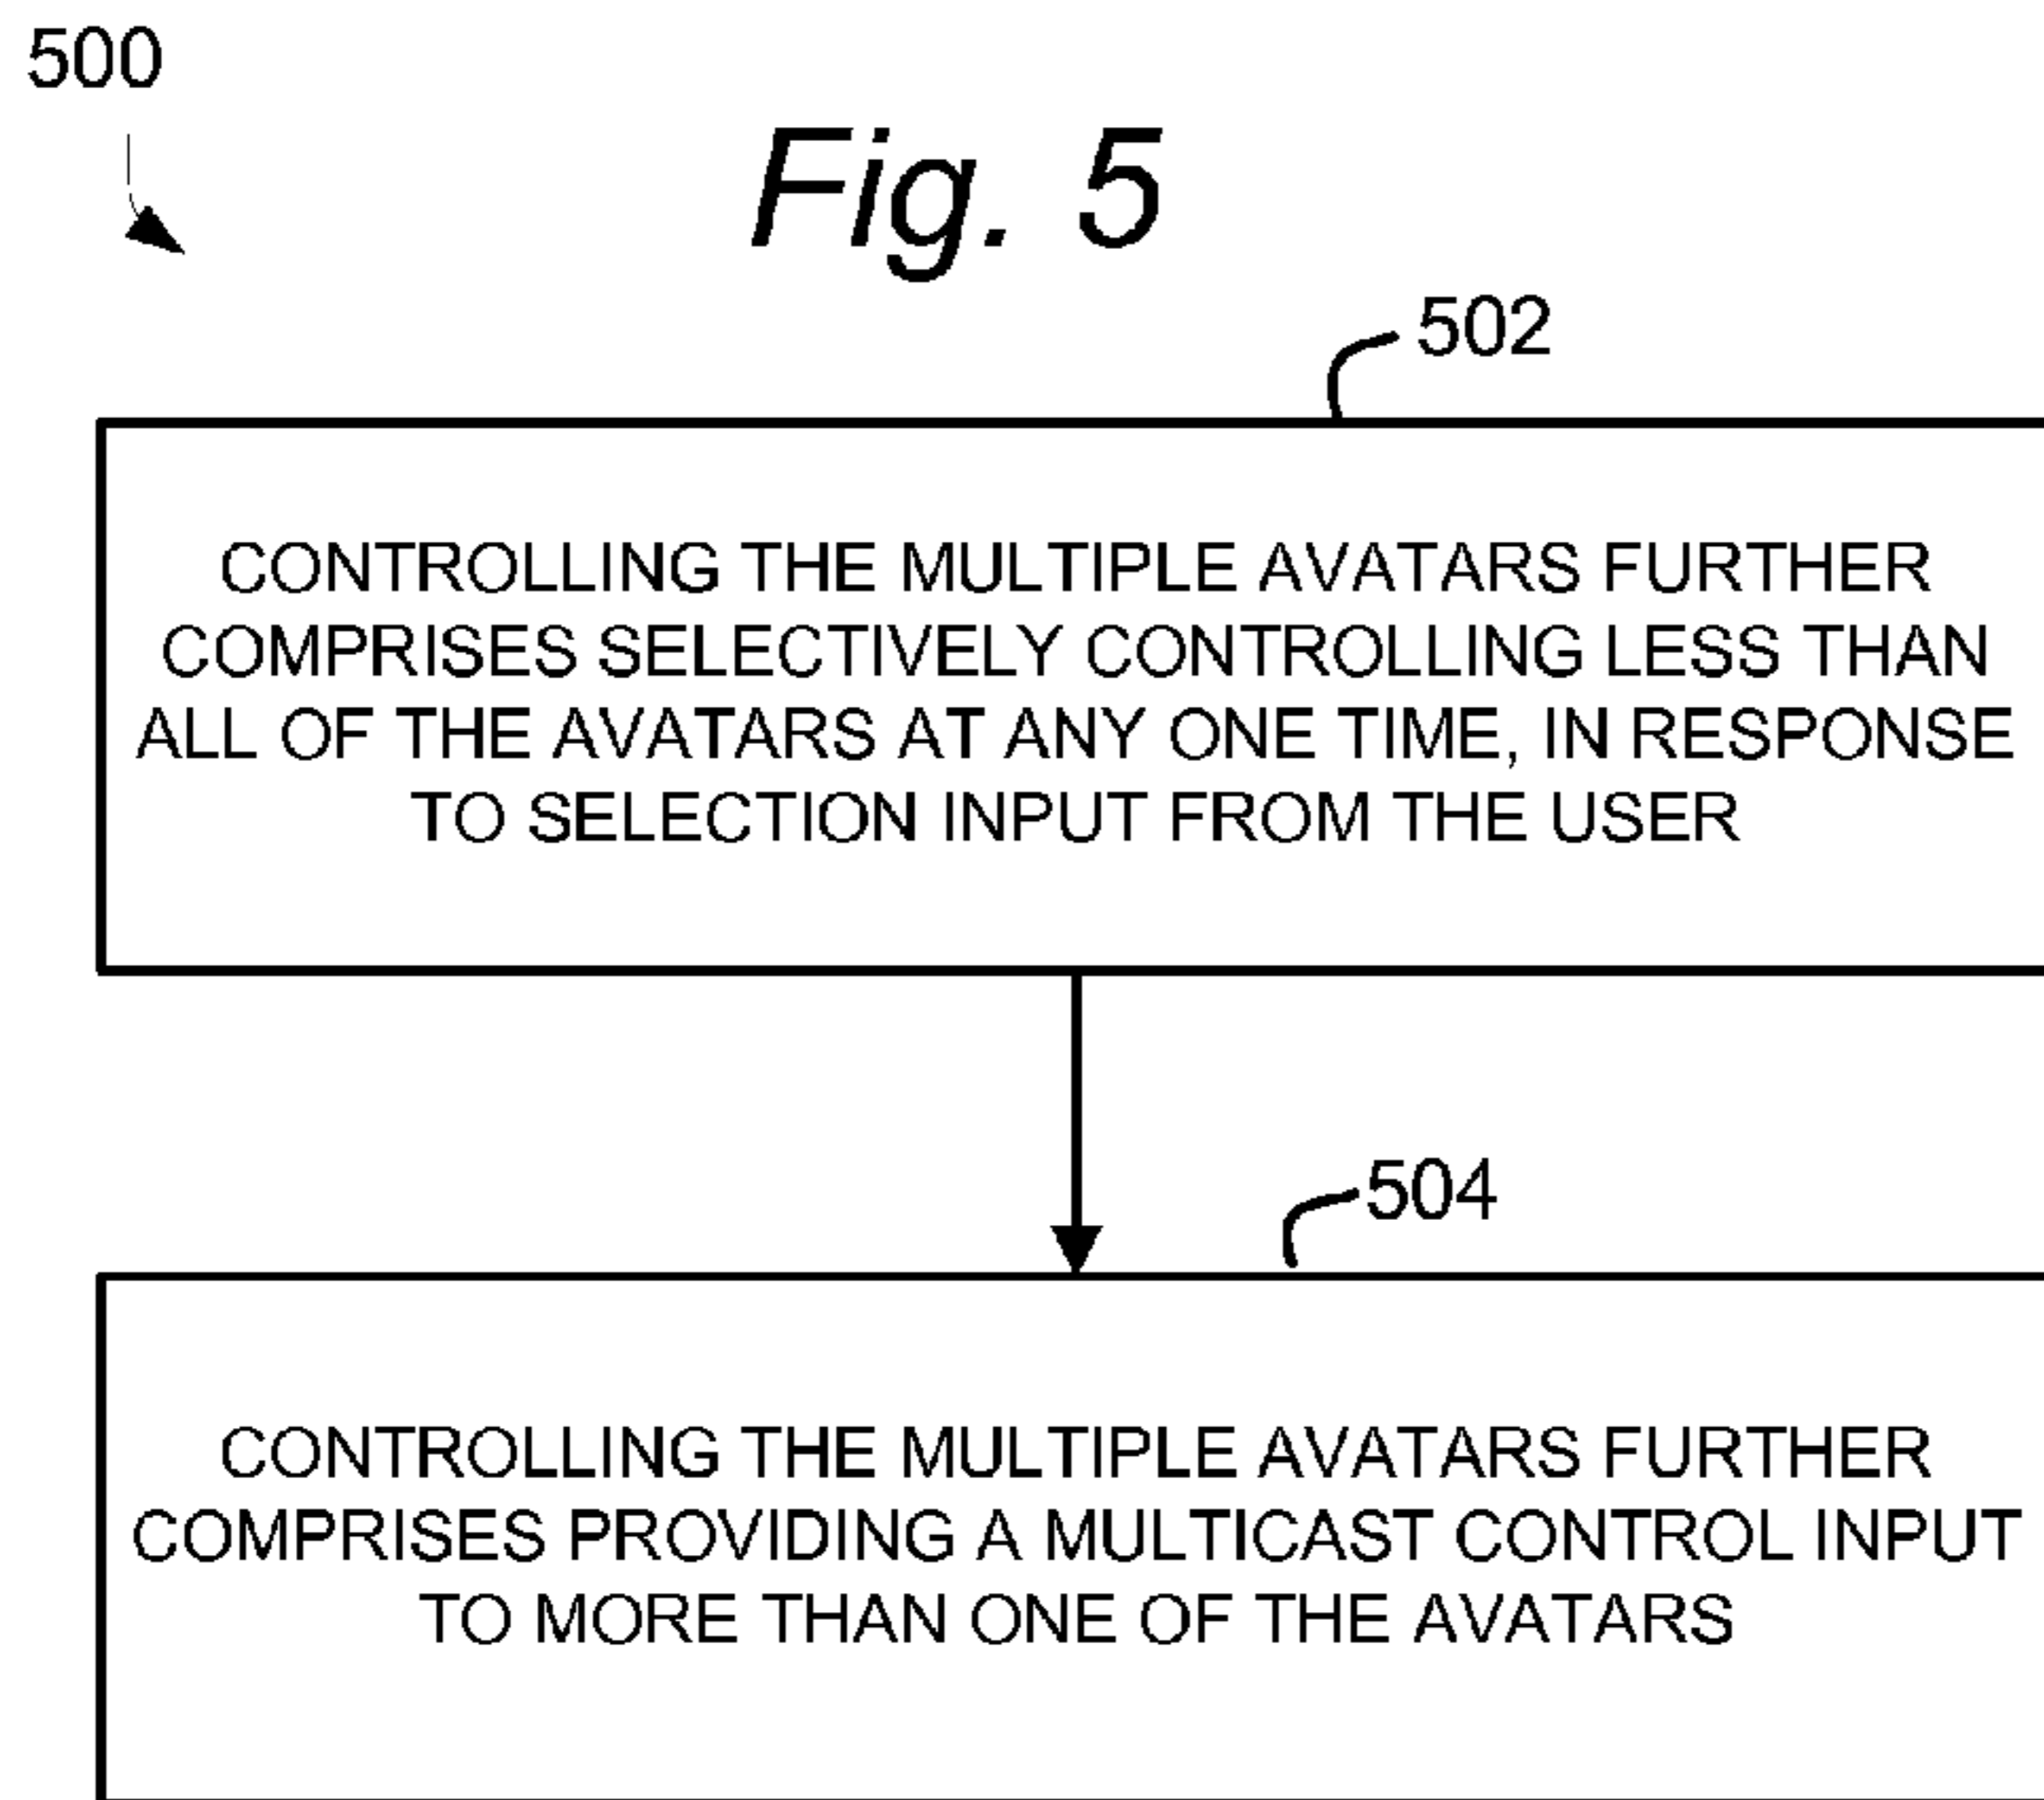 500
Fig. 5
502
CONTROLLING THE MULTIPLE AVATARS FURTHER
COMPRISES SELECTIVELY CONTROLLING LESS THAN
ALL OF THE AVATARS AT ANY ONE TIME, IN RESPONSE
TO SELECTION INPUT FROM THE USER
504
CONTROLLING THE MULTIPLE AVATARS FURTHER
COMPRISES PROVIDING A MULTICAST CONTROL INPUT
TO MORE THAN ONE OF THE AVATARS